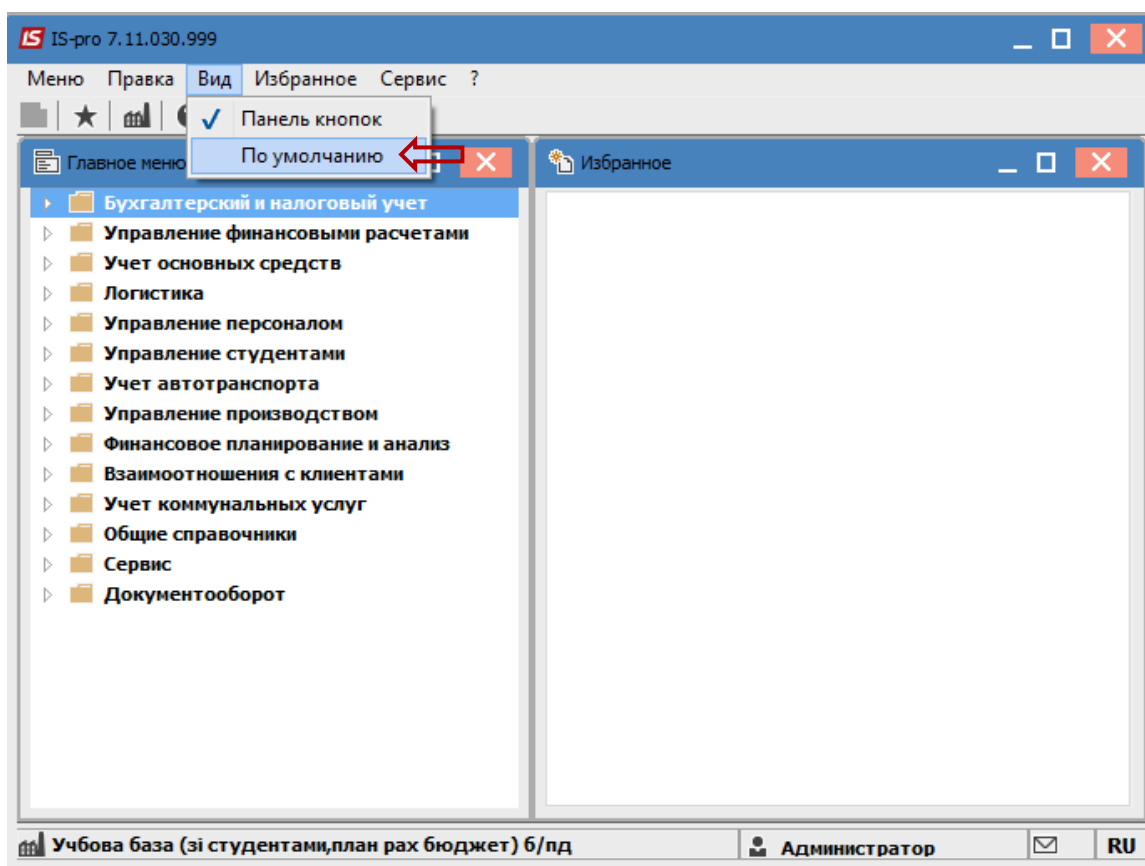 IS IS-pro 7.11.030.999
Меню Правка Вид Избранное Сервис ?
Панель кнопок
По умолчанию
Главное меню
Избранное
Бухгалтерский и налоговый учет
Управление финансовыми расчетами
Учет основных средств
Логистика
Управление персоналом
Управление студентами
Учет автотранспорта
Управление производством
Финансовое планирование и анализ
Взаимоотношения с клиентами
Учет коммунальных услуг
Общие справочники
Сервис
Документооборот
Учбова база (зі студентами,план рах бюджет) б/пд Администратор RU